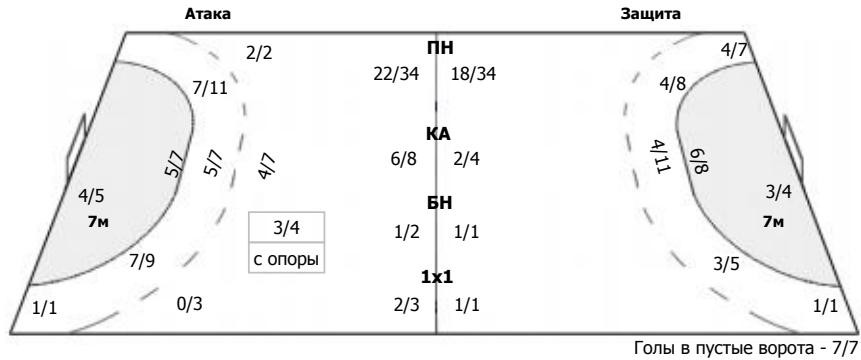 Атака Защита
2/2 ПН 4/7
7/11 22/34 18/34 4/8
5/7 5/7 4/7 КА 4/11 6/8
6/8 2/4
4/5 БН 3/4
7м 7м
3/4 1/2 1/1
с опоры
7/9 3/5
1x1
1/1 0/3 2/3 1/1 1/1
Голы в пустые ворота - 7/7